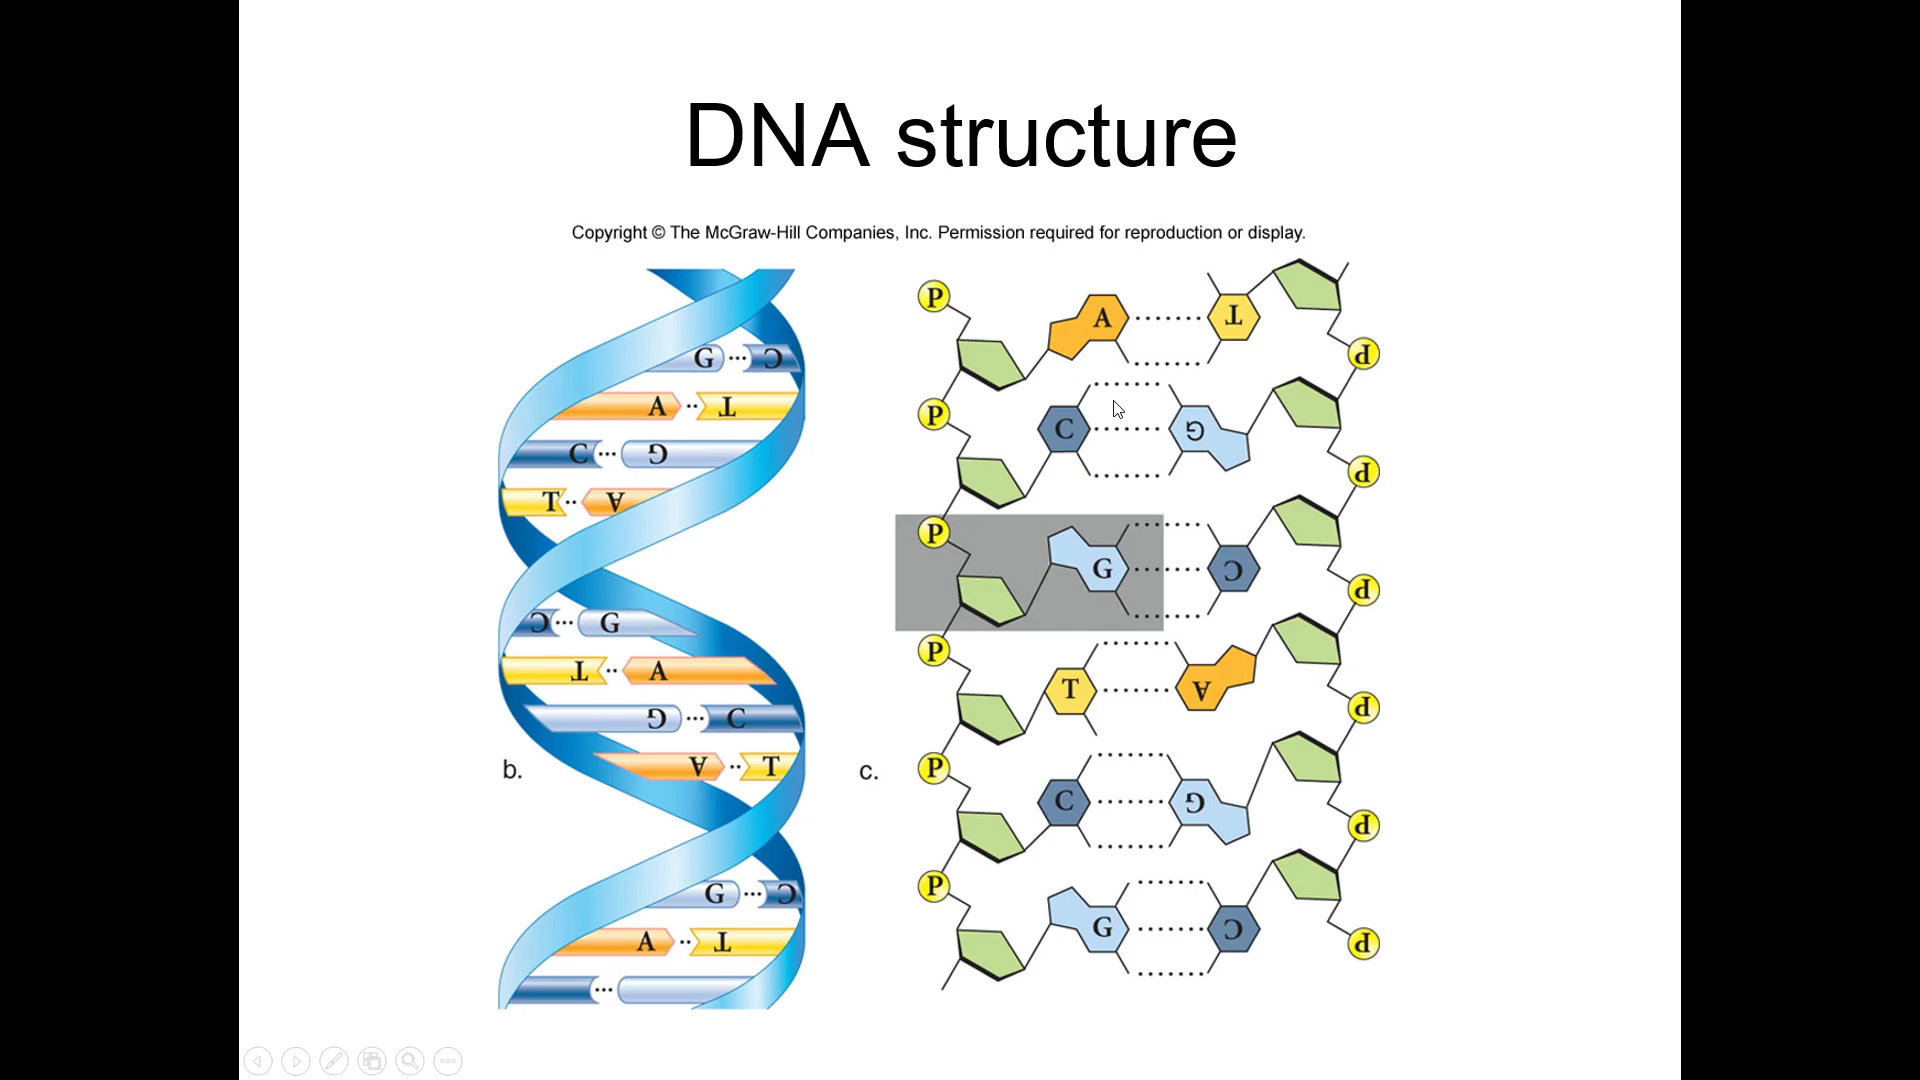 DNA structure
Copyright © The McGraw-Hill Companies, Inc. Permission required for reproduction or display.
G C
A T
C G
T A
C G
T A
G C
A T
G C
A T
b.
P A T
P
P C G
P
P G C
P
P T A
P
P C G
P
P G C
P
c.